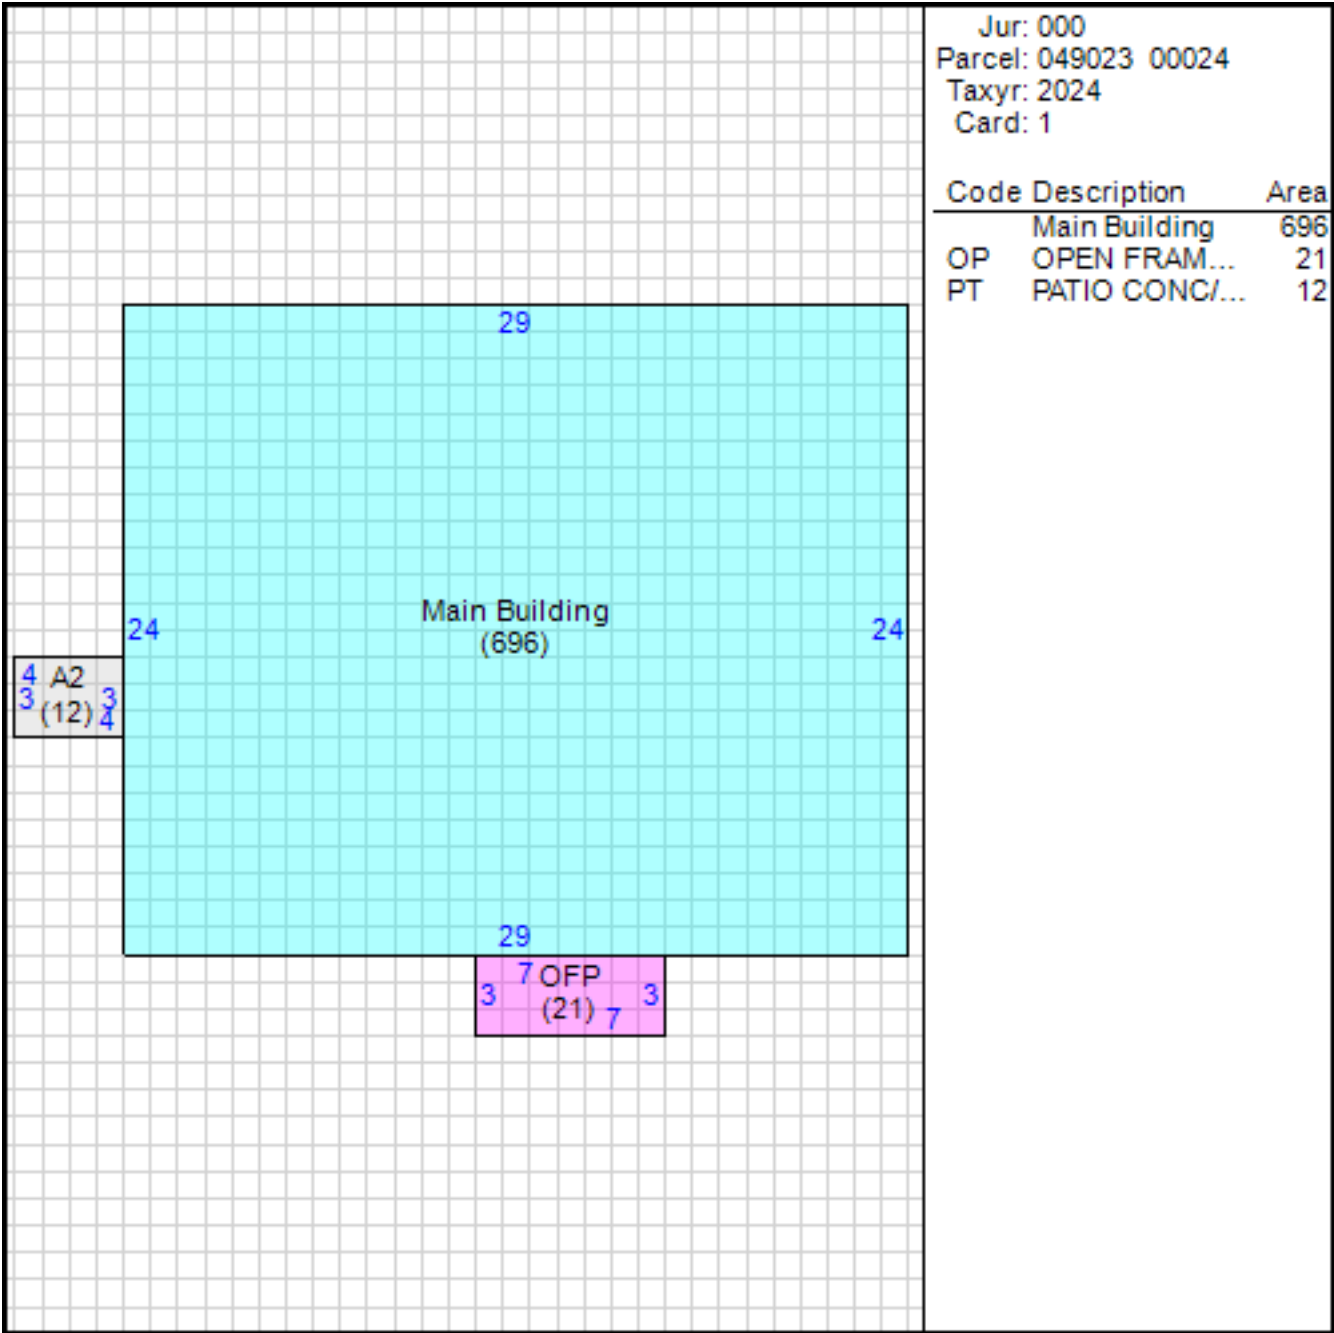 Jur: 000
Parcel: 049023 00024
Taxyr: 2024
Card: 1
Code Description Area
Main Building 696
OP OPEN FRAM... 21
PT PATIO CONC/... 12
29
Main Building
(696)
24
24
4 A2
3 3
(12) 4
29
7 OFP
3 3
(21) 7